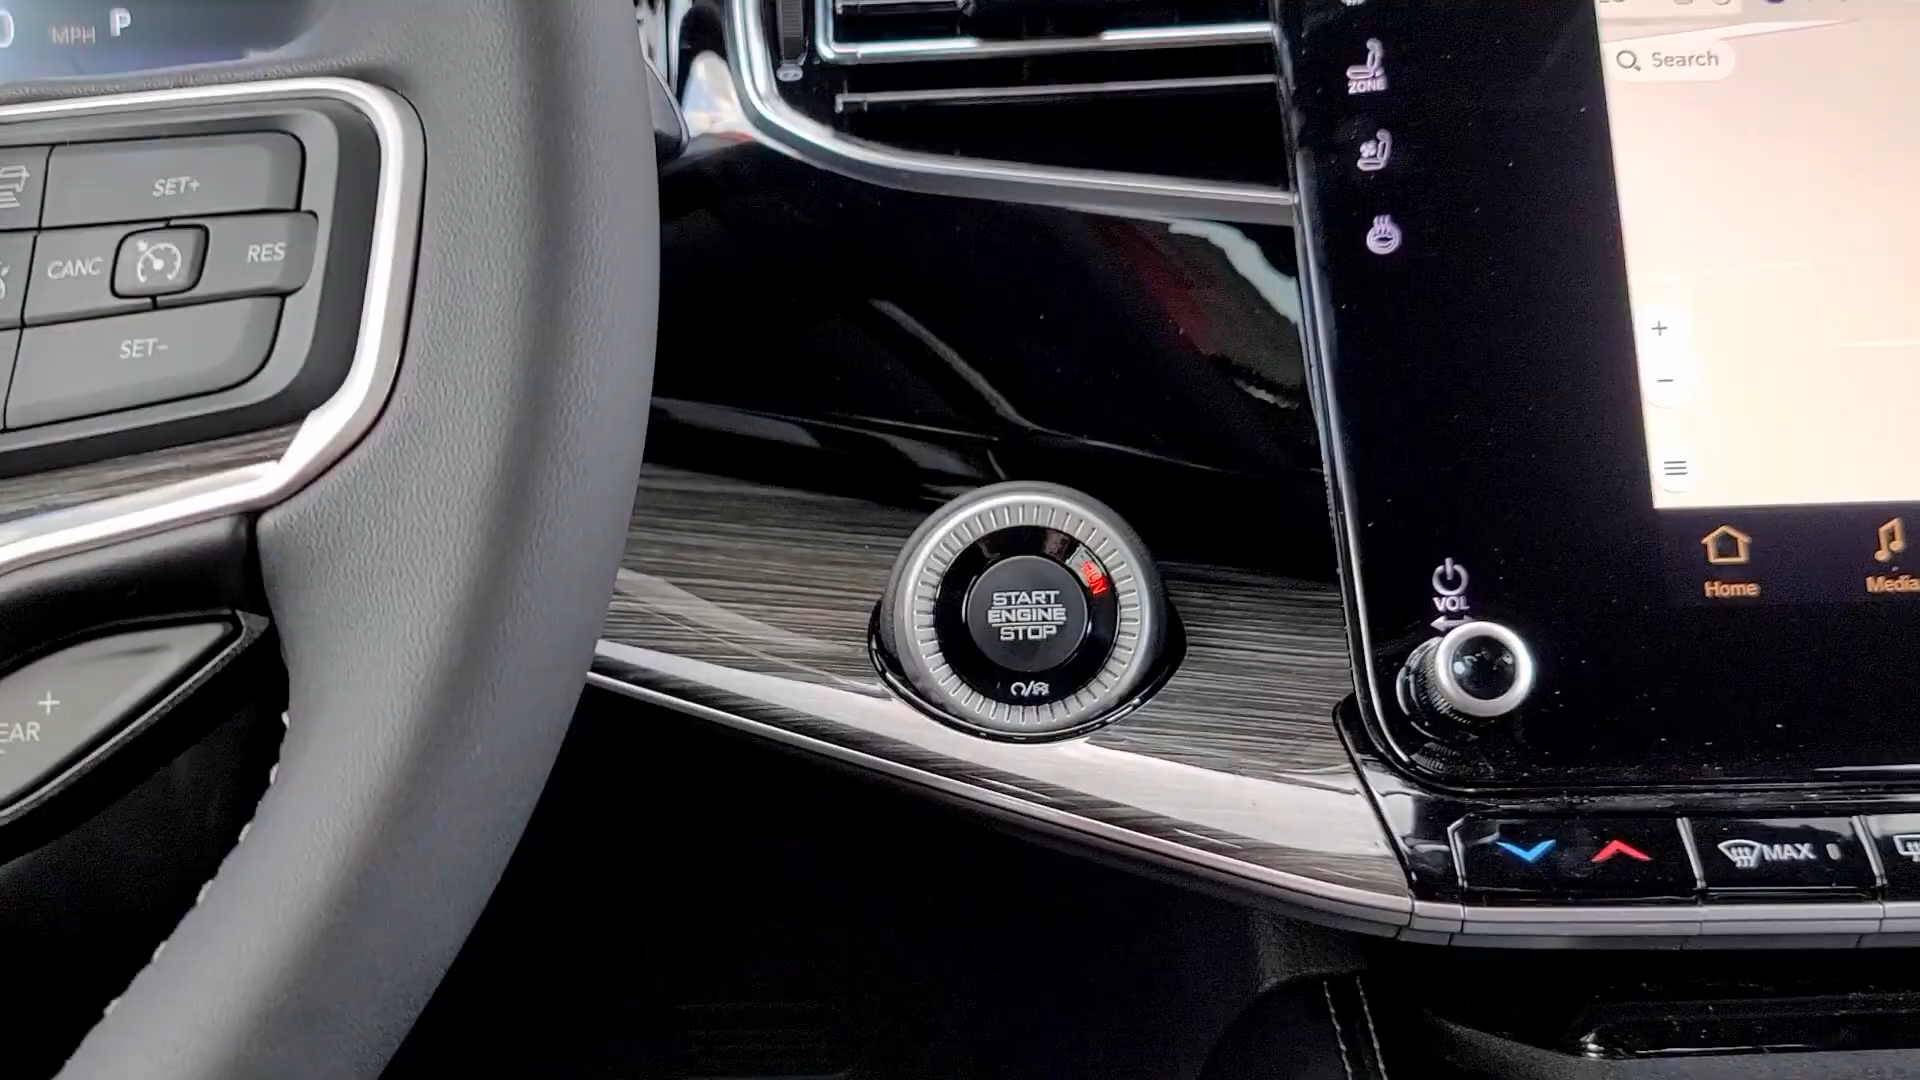 MPH P
SET+
CANC
RES
SET-
EAR +
START
ENGINE
STOP
RUN
ZONE
Search
+
-
VOL
Home
Media
MAX